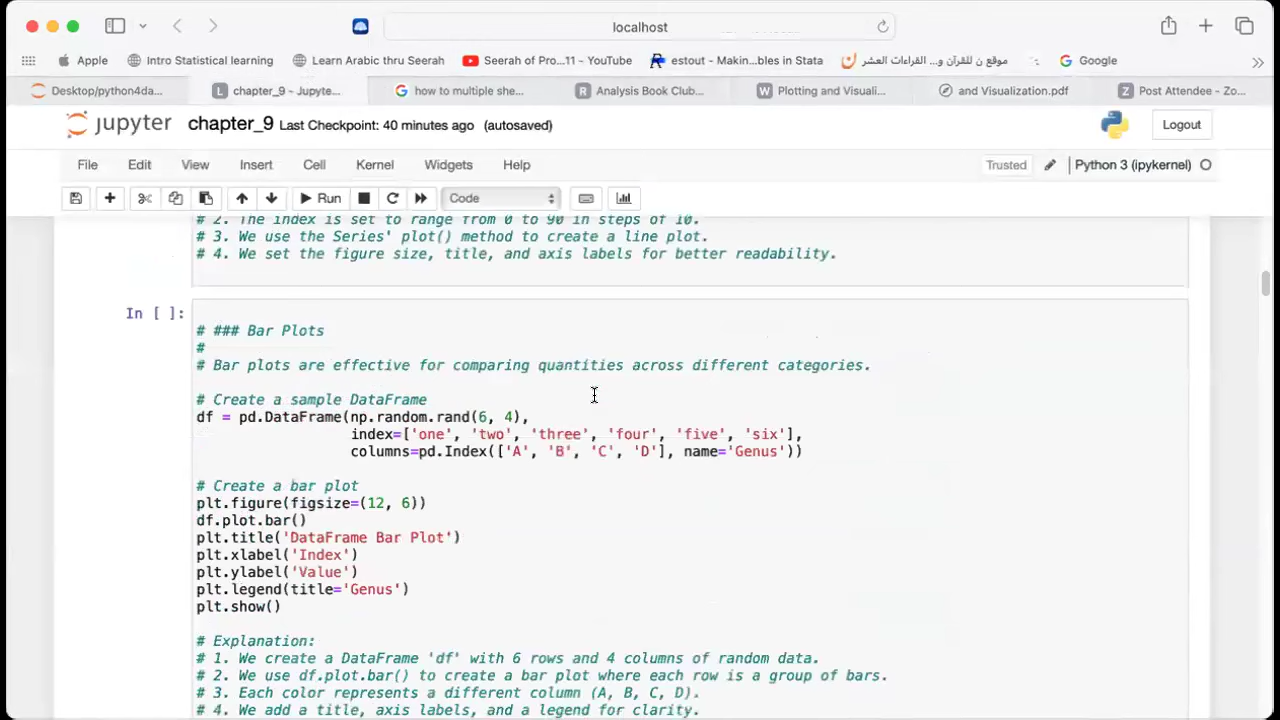 localhost
Apple
Intro Statistical learning
Learn Arabic thru Seerah
Seerah of Pro...11 – YouTube
estout - Makin...bles in Stata
موقع ن للقرآن و... القراءات العشر
Google
Desktop/python4da...
chapter_9 - Jupyte...
how to multiple she...
Analysis Book Club...
Plotting and Visuali...
and Visualization.pdf
Post Attendee - Zo...
jupyter chapter_9 Last Checkpoint: 40 minutes ago (autosaved)
Logout
File Edit View Insert Cell Kernel Widgets Help
Trusted
Python 3 (ipykernel)
Run
Code
# 2. The index is set to range from 0 to 90 in steps of 10.
# 3. We use the Series' plot() method to create a line plot.
# 4. We set the figure size, title, and axis labels for better readability.
In [ ]:
# ### Bar Plots
#
# Bar plots are effective for comparing quantities across different categories.
# Create a sample DataFrame
df = pd.DataFrame(np.random.rand(6, 4),
index=['one', 'two', 'three', 'four', 'five', 'six'],
columns=pd.Index(['A', 'B', 'C', 'D'], name='Genus'))
# Create a bar plot
plt.figure(figsize=(12, 6))
df.plot.bar()
plt.title('DataFrame Bar Plot')
plt.xlabel('Index')
plt.ylabel('Value')
plt.legend(title='Genus')
plt.show()
# Explanation:
# 1. We create a DataFrame 'df' with 6 rows and 4 columns of random data.
# 2. We use df.plot.bar() to create a bar plot where each row is a group of bars.
# 3. Each color represents a different column (A, B, C, D).
# 4. We add a title, axis labels, and a legend for clarity.